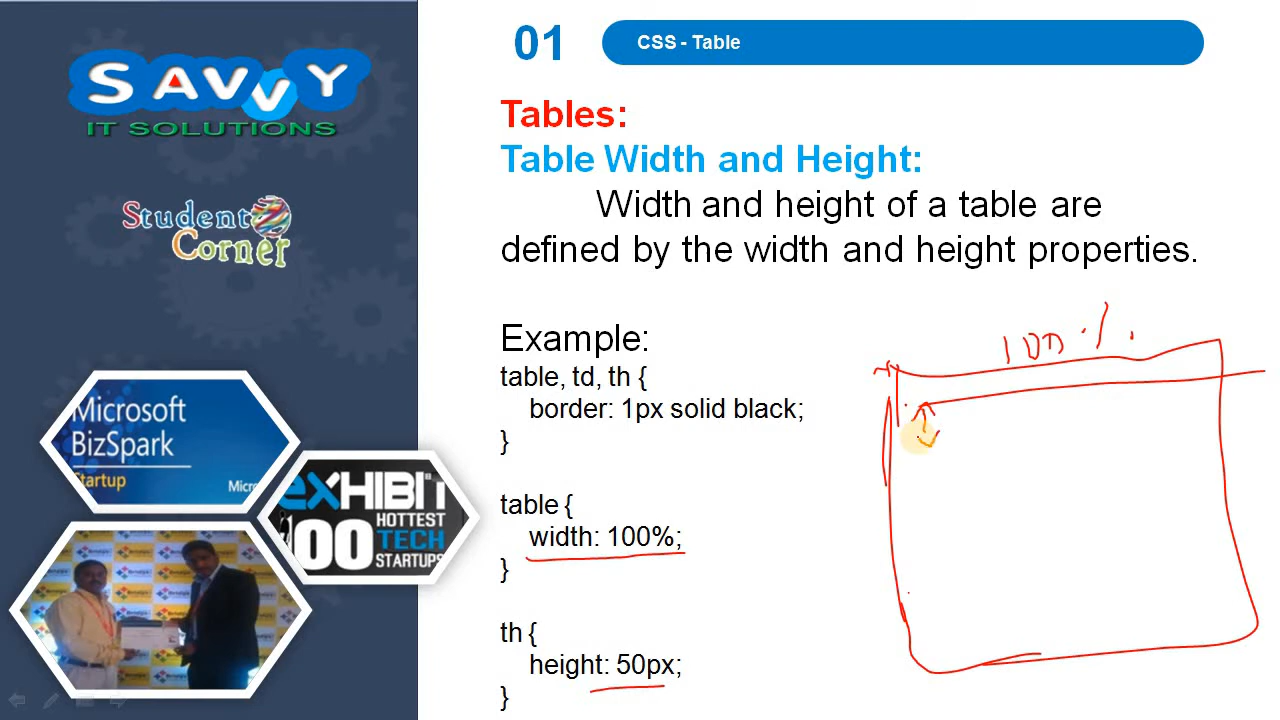 01
CSS - Table
SAVVY
IT SOLUTIONS
Student
Corner
Tables:
Table Width and Height:
Width and height of a table are
defined by the width and height properties.
Example:
table, td, th {
border: 1px solid black;
}
table {
width: 100%;
}
th {
height: 50px;
}
100 %
Microsoft
BizSpark
Startup
Micros
eXHIBIT
100
HOTTEST
TECH
STARTUPS